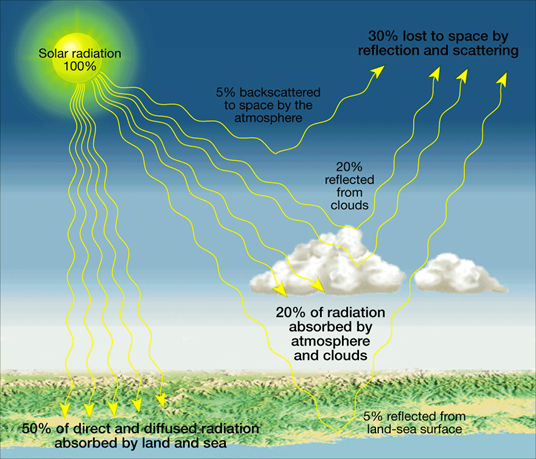 Solar radiation
100%
30% lost to space by
reflection and scattering
5% backscattered
to space by the
atmosphere
20%
reflected
from
clouds
20% of radiation
absorbed by
atmosphere
and clouds
50% of direct and diffused radiation
absorbed by land and sea
5% reflected from
land-sea surface